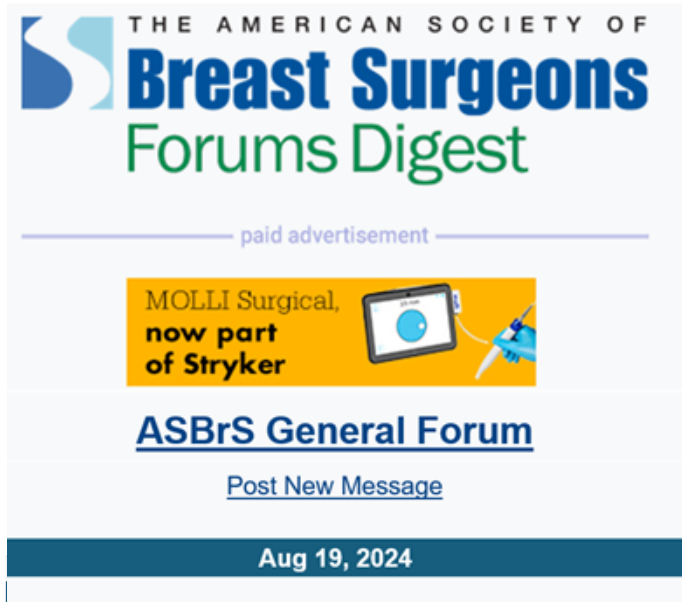 THE AMERICAN SOCIETY OF
Breast Surgeons
Forums Digest
paid advertisement
MOLLI Surgical,
now part
of Stryker
ASBrS General Forum
Post New Message
Aug 19, 2024